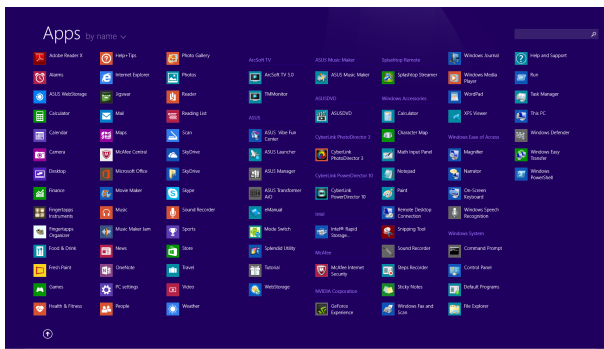 Apps by name
Adobe Reader X
Alarms
ASUS WebStorage
Calculator
Calendar
Camera
Desktop
Finance
Fingertapps
Instruments
Fingertapps
Organizer
Food & Drink
Fresh Paint
Games
Health & Fitness
Help+Tips
Internet Explorer
Jigswar
Mail
Maps
McAfee Central
Microsoft Office
Movie Maker
Music
Music Maker Jam
News
OneNote
PC settings
People
Photo Gallery
Photos
Reader
Reading List
Scan
SkyDrive
SkyDrive
Skype
Sound Recorder
Sports
Store
Travel
Video
Weather
ArcSoft TV
ArcSoft TV 5.0
TMMonitor
ASUS
ASUS Vibe Fun
Center
ASUS Launcher
ASUS Manager
ASUS Transformer
AiO
eManual
Mode Switch
Splendid Utility
Tutorial
WebStorage
ASUS Music Maker
ASUS Music Maker
ASUSDVD
ASUSDVD
CyberLink PhotoDirector 3
CyberLink
PhotoDirector 3
CyberLink PowerDirector 10
CyberLink
PowerDirector 10
Intel
Intel® Rapid
Storage...
McAfee
McAfee Internet
Security
NVIDIA Corporation
GeForce
Experience
Splashtop Remote
Splashtop Streamer
Windows Accessories
Calculator
Character Map
Math Input Panel
Notepad
Paint
Remote Desktop
Connection
Snipping Tool
Sound Recorder
Steps Recorder
Sticky Notes
Windows Fax and
Scan
Windows Journal
Windows Media
Player
WordPad
XPS Viewer
Windows Ease of Access
Magnifier
Narrator
On-Screen
Keyboard
Windows Speech
Recognition
Windows System
Command Prompt
Control Panel
Default Programs
File Explorer
Help and Support
Run
Task Manager
This PC
Windows Defender
Windows Easy
Transfer
Windows
PowerShell